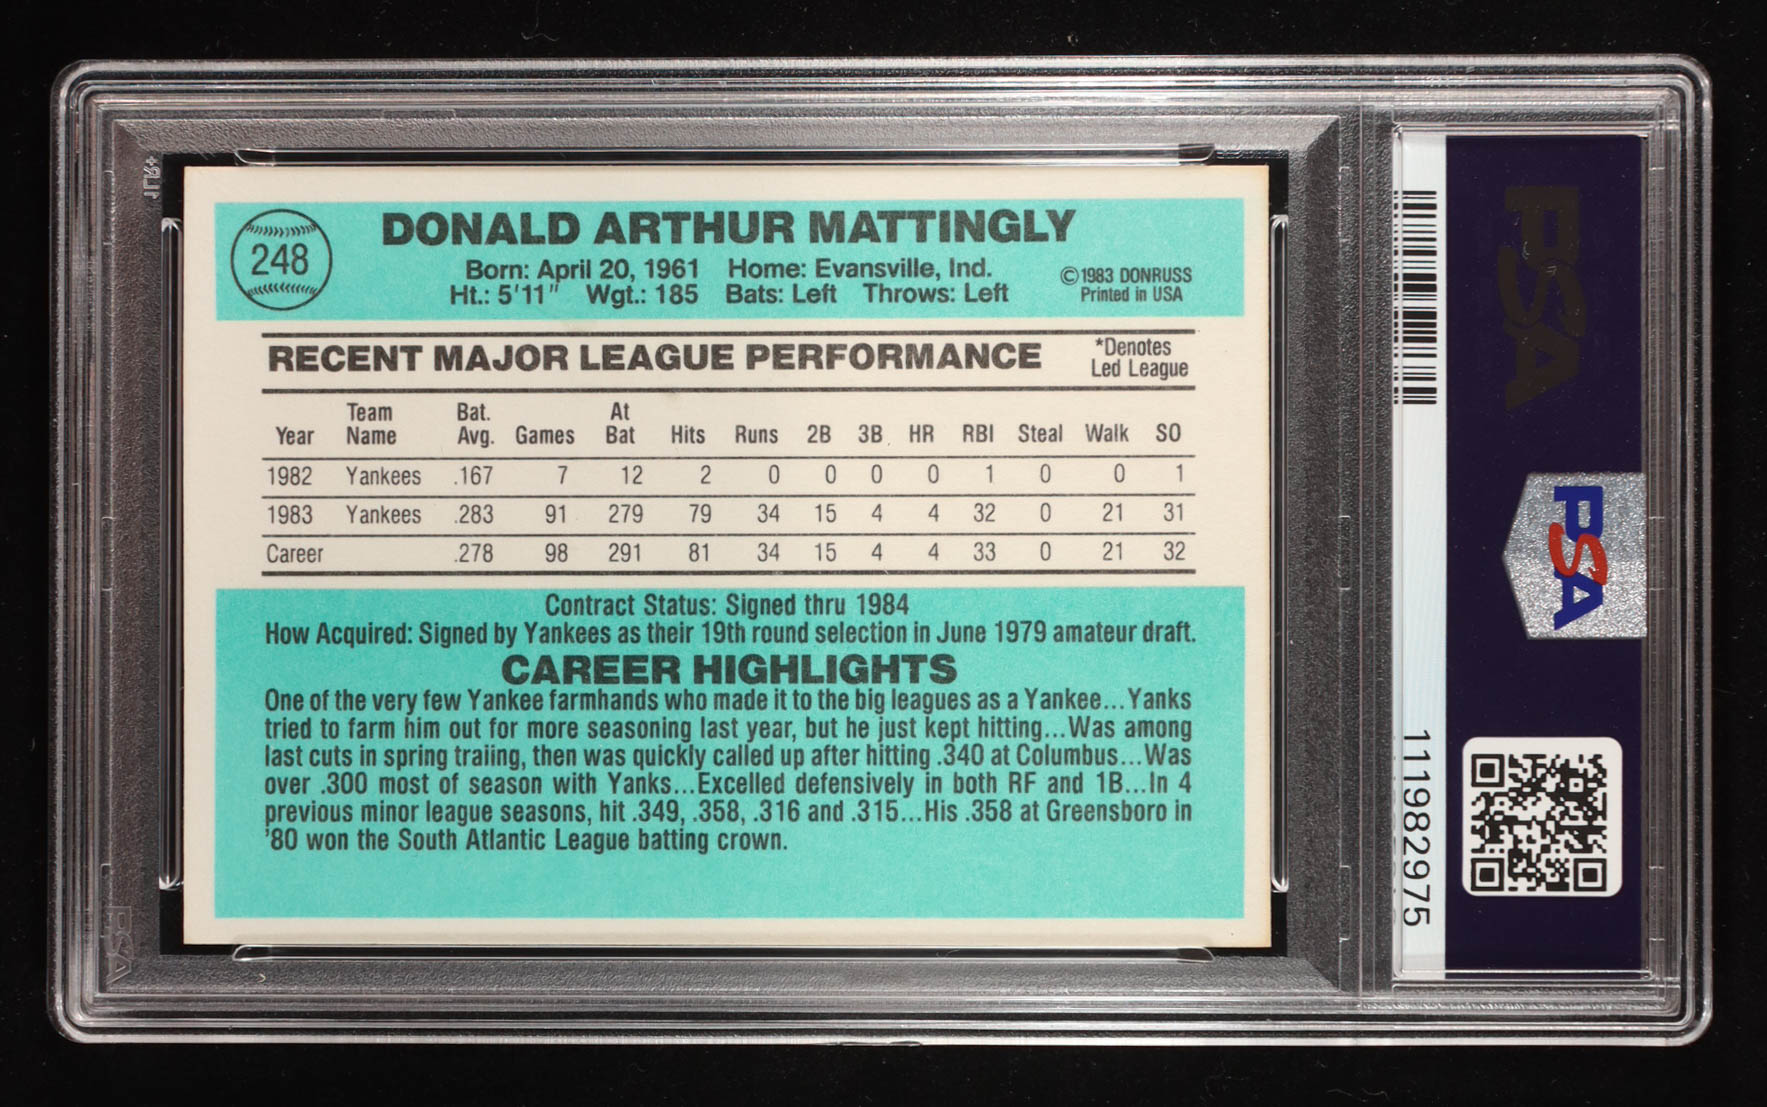 248
DONALD ARTHUR MATTINGLY
Born: April 20, 1961 Home: Evansville, Ind.
Ht.: 5'11" Wgt.: 185 Bats: Left Throws: Left
©1983 DONRUSS
Printed in USA
RECENT MAJOR LEAGUE PERFORMANCE
*Denotes
Led League
Year Team Name Bat. Avg. Games At Bat Hits Runs 2B 3B HR RBI Steal Walk SO
1982 Yankees .167 7 12 2 0 0 0 0 1 0 0 1
1983 Yankees .283 91 279 79 34 15 4 4 32 0 21 31
Career .278 98 291 81 34 15 4 4 33 0 21 32
Contract Status: Signed thru 1984
How Acquired: Signed by Yankees as their 19th round selection in June 1979 amateur draft.
CAREER HIGHLIGHTS
One of the very few Yankee farmhands who made it to the big leagues as a Yankee...Yanks
tried to farm him out for more seasoning last year, but he just kept hitting...Was among
last cuts in spring traiing, then was quickly called up after hitting .340 at Columbus...Was
over .300 most of season with Yanks...Excelled defensively in both RF and 1B...In 4
previous minor league seasons, hit .349, .358, .316 and .315...His .358 at Greensboro in
'80 won the South Atlantic League batting crown.
PSA
PSA
11982975
PSA